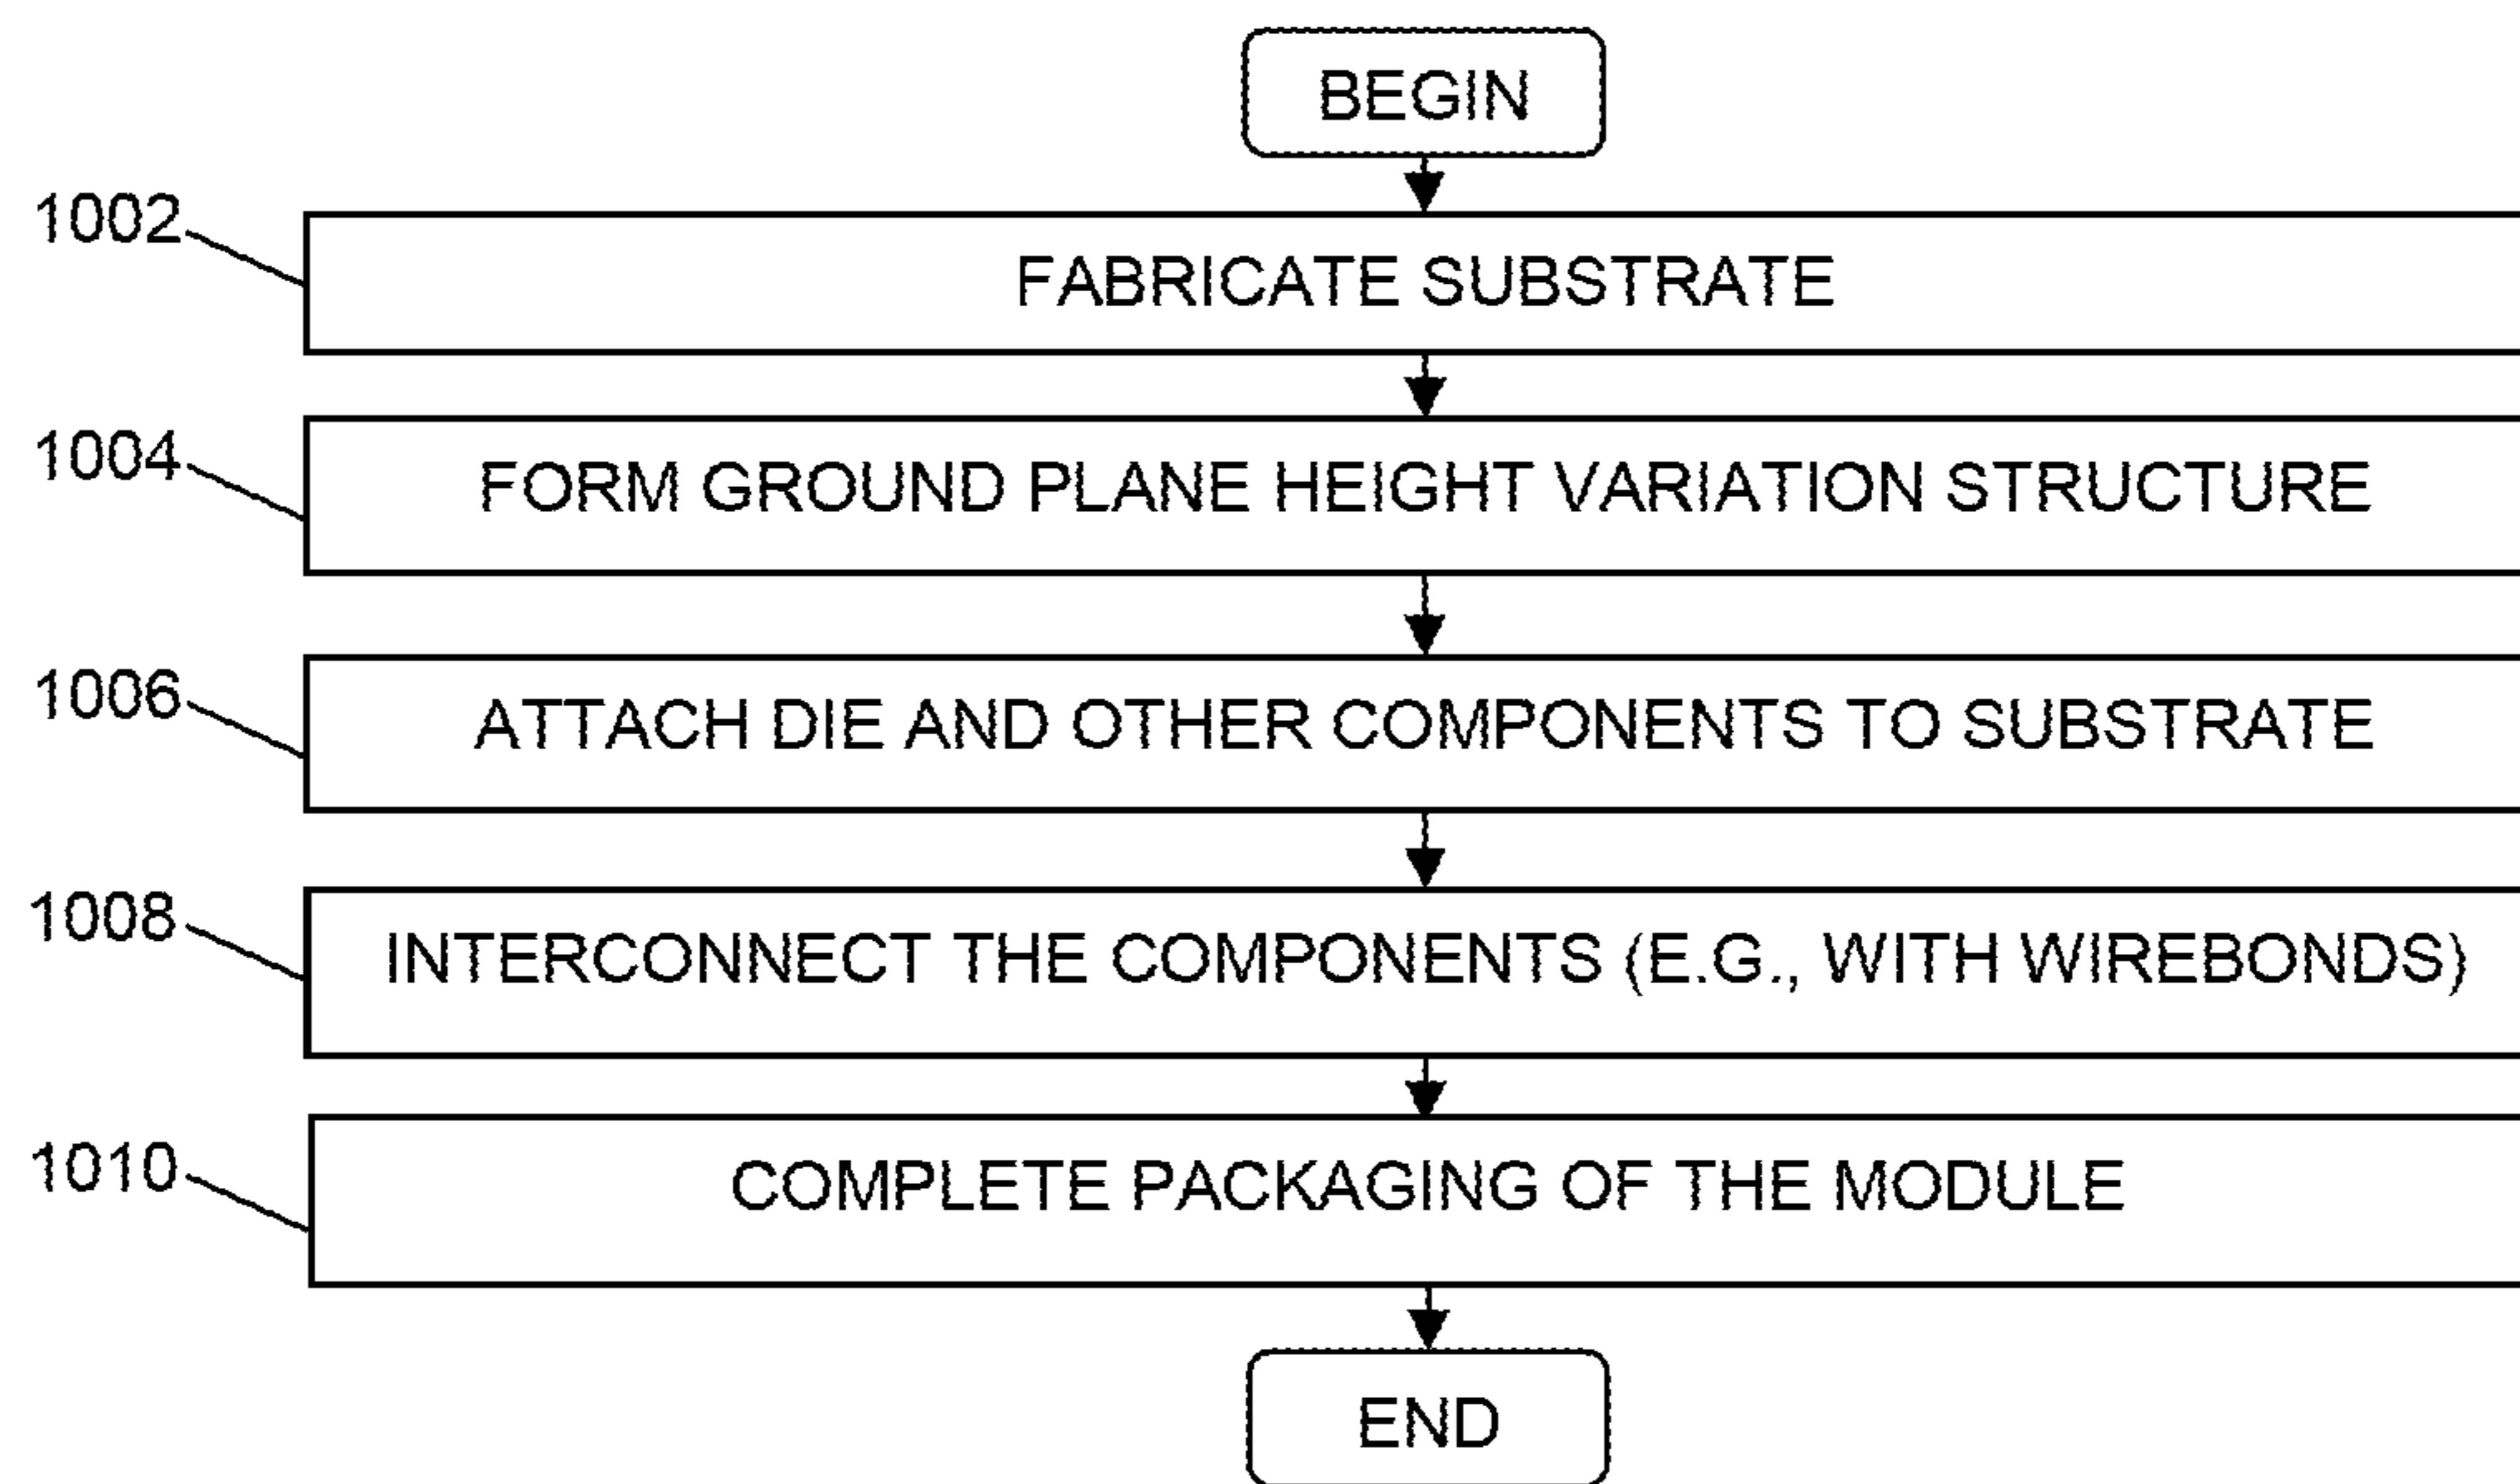 BEGIN
1002
FABRICATE SUBSTRATE
1004
FORM GROUND PLANE HEIGHT VARIATION STRUCTURE
1006
ATTACH DIE AND OTHER COMPONENTS TO SUBSTRATE
1008
INTERCONNECT THE COMPONENTS (E.G., WITH WIREBONDS)
1010
COMPLETE PACKAGING OF THE MODULE
END